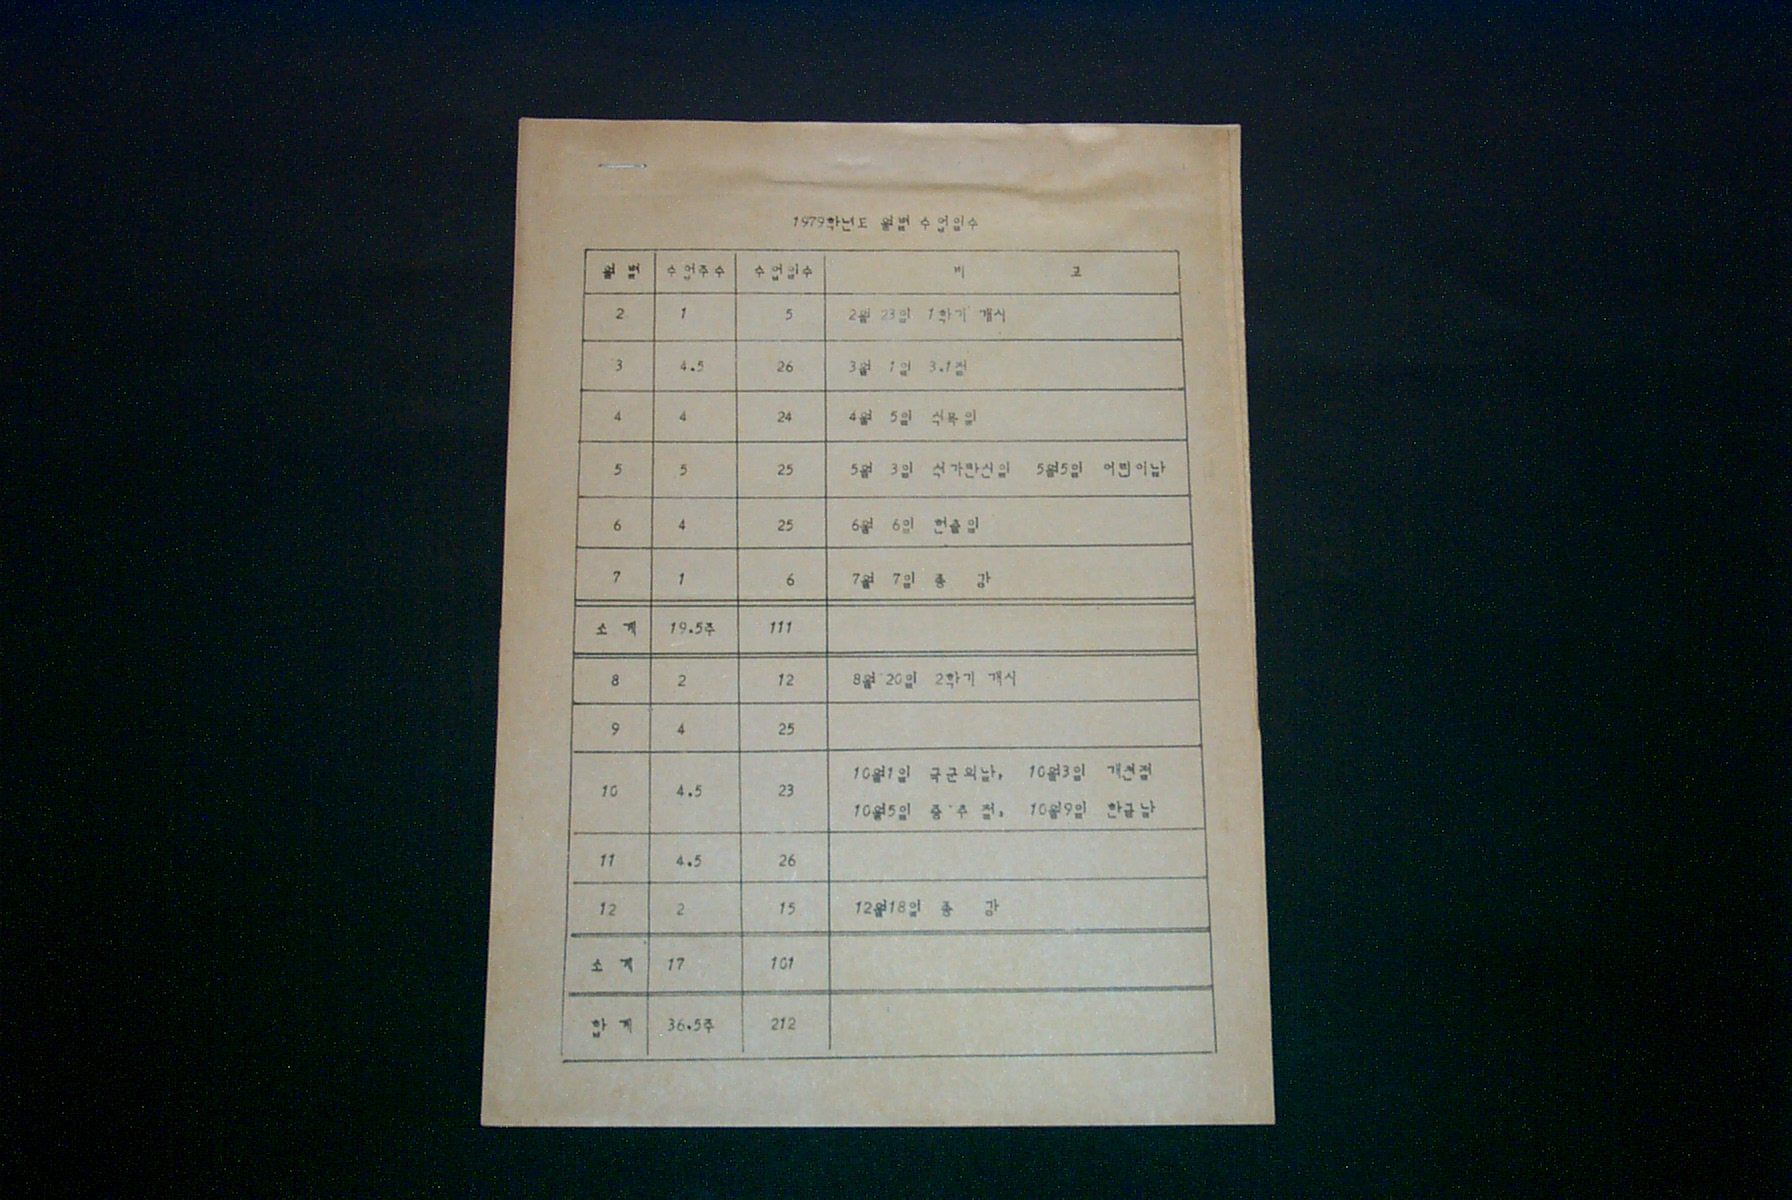 1979학년도 월별 수업일수
월 별 수업주수 수업일수 비 고
2 1 5 2월 23일 1학기 개시
3 4.5 26 3월 1일 3.1절
4 4 24 4월 5일 식목일
5 5 25 5월 3일 석가탄신일 5월5일 어린이날
6 4 25 6월 6일 현충일
7 1 6 7월 7일 종 강
소 계 19.5주 111
8 2 12 8월 20일 2학기 개시
9 4 25
10 4.5 23 10월1일 국군의날, 10월3일 개천절
10월5일 중 추 절, 10월9일 한글날
11 4.5 26
12 2 15 12월18일 종 강
소 계 17 101
합 계 36.5주 212